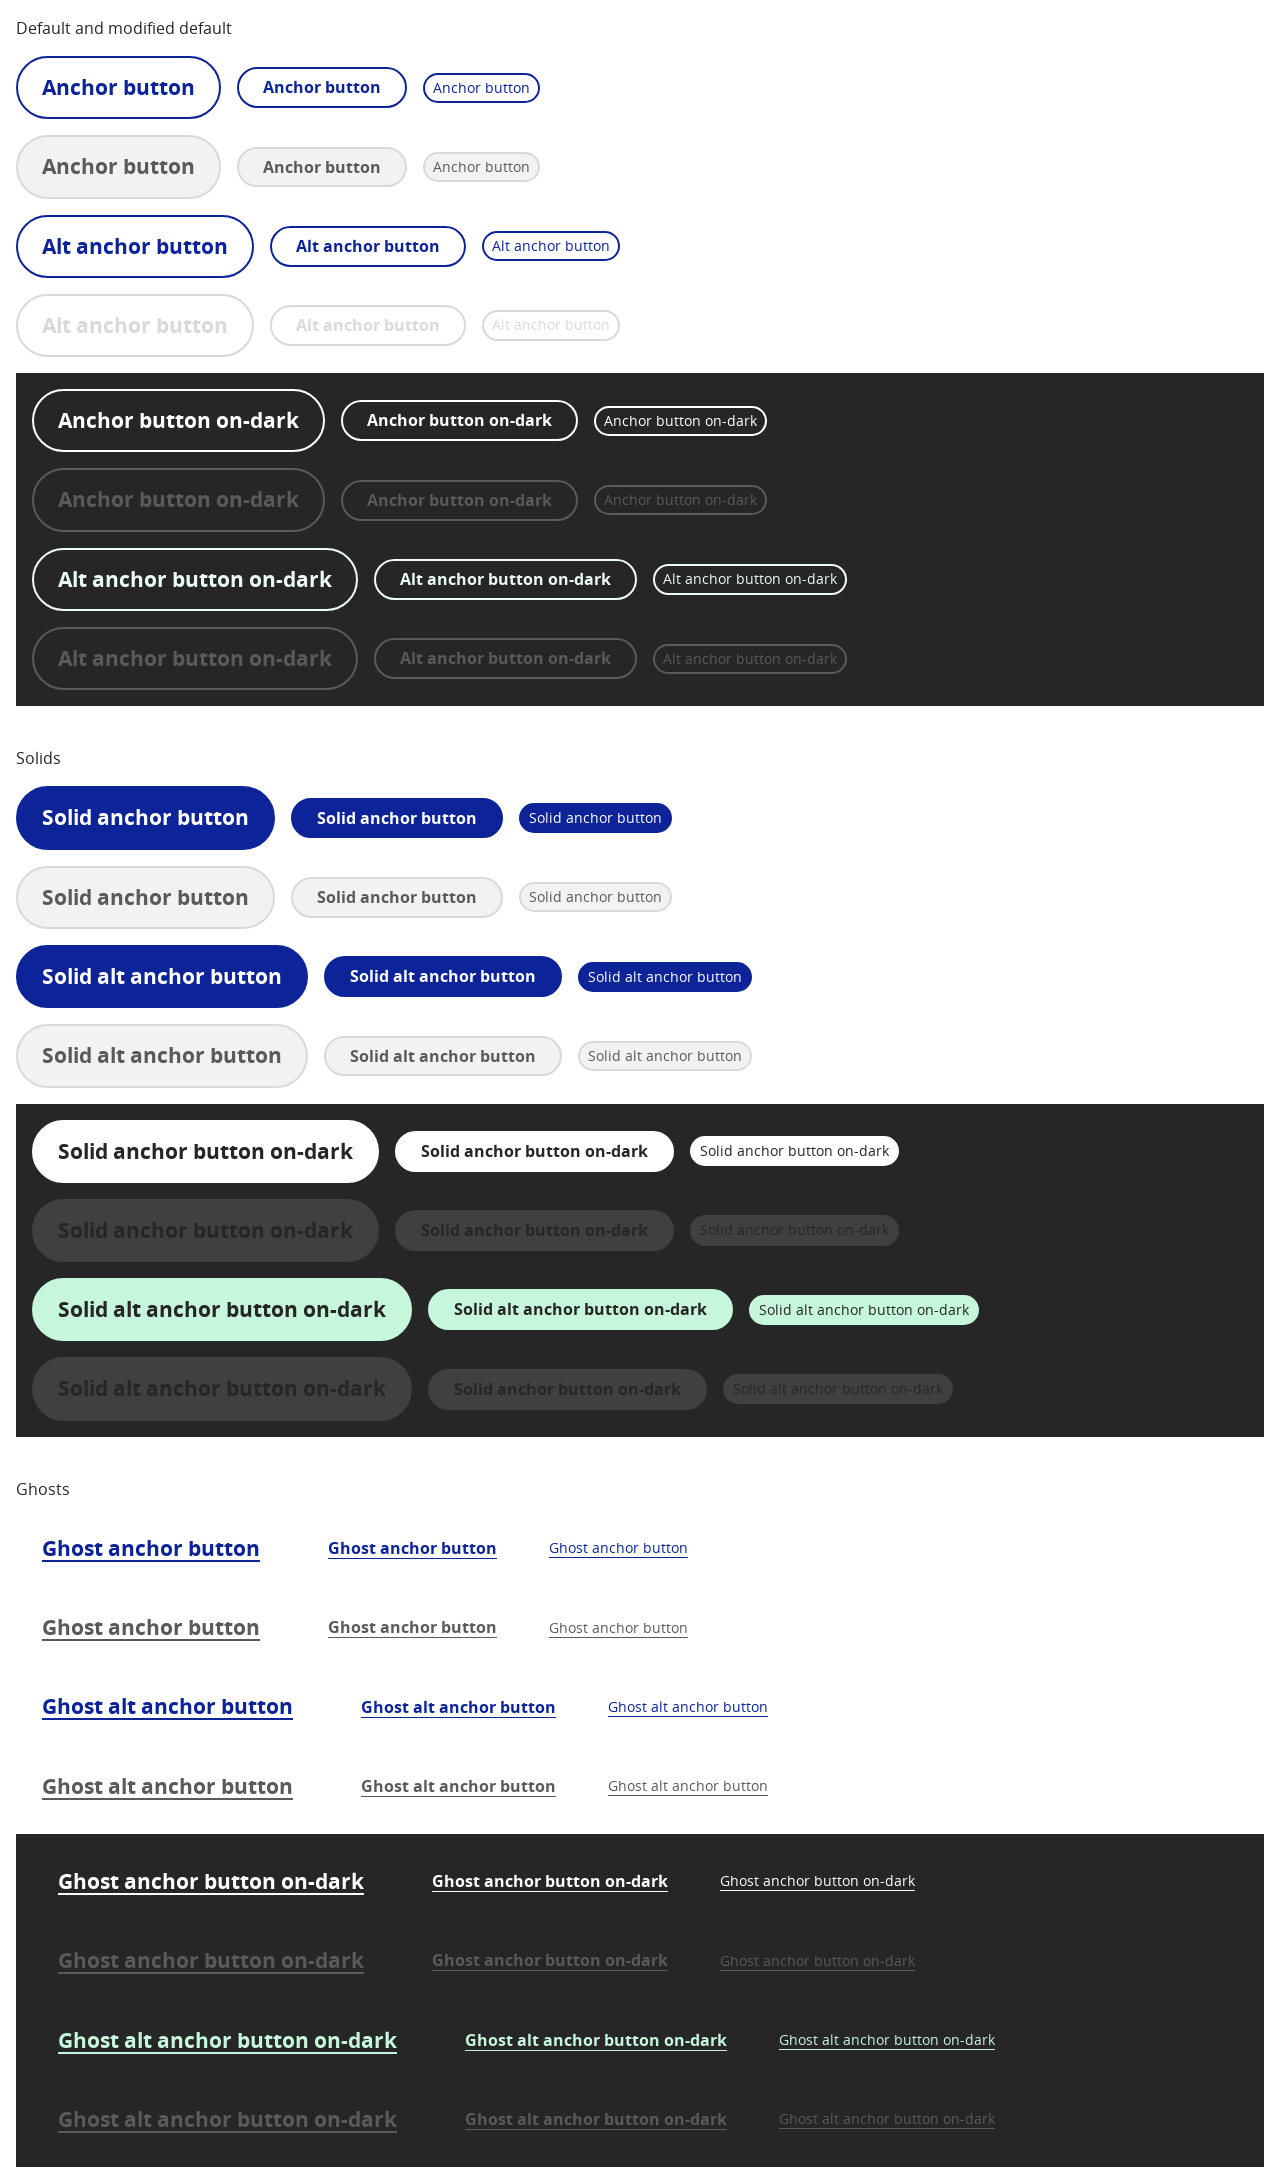 Default and modified default
Anchor button Anchor button Anchor button
Anchor button Anchor button Anchor button
Alt anchor button Alt anchor button Alt anchor button
Alt anchor button Alt anchor button Alt anchor button
Anchor button on-dark Anchor button on-dark Anchor button on-dark
Anchor button on-dark Anchor button on-dark Anchor button on-dark
Alt anchor button on-dark Alt anchor button on-dark Alt anchor button on-dark
Alt anchor button on-dark Alt anchor button on-dark Alt anchor button on-dark
Solids
Solid anchor button Solid anchor button Solid anchor button
Solid anchor button Solid anchor button Solid anchor button
Solid alt anchor button Solid alt anchor button Solid alt anchor button
Solid alt anchor button Solid alt anchor button Solid alt anchor button
Solid anchor button on-dark Solid anchor button on-dark Solid anchor button on-dark
Solid anchor button on-dark Solid anchor button on-dark Solid anchor button on-dark
Solid alt anchor button on-dark Solid alt anchor button on-dark Solid alt anchor button on-dark
Solid alt anchor button on-dark Solid anchor button on-dark Solid alt anchor button on-dark
Ghosts
Ghost anchor button Ghost anchor button Ghost anchor button
Ghost anchor button Ghost anchor button Ghost anchor button
Ghost alt anchor button Ghost alt anchor button Ghost alt anchor button
Ghost alt anchor button Ghost alt anchor button Ghost alt anchor button
Ghost anchor button on-dark Ghost anchor button on-dark Ghost anchor button on-dark
Ghost anchor button on-dark Ghost anchor button on-dark Ghost anchor button on-dark
Ghost alt anchor button on-dark Ghost alt anchor button on-dark Ghost alt anchor button on-dark
Ghost alt anchor button on-dark Ghost alt anchor button on-dark Ghost alt anchor button on-dark